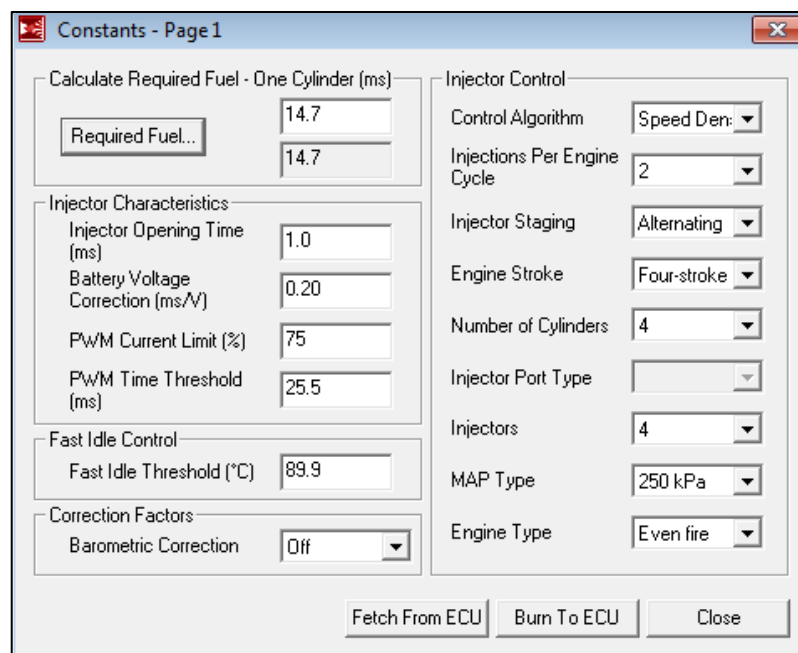 Constants - Page 1
Calculate Required Fuel - One Cylinder (ms)
Required Fuel...
14.7
14.7
Injector Characteristics
Injector Opening Time
(ms)
1.0
Battery Voltage
Correction (ms/V)
0.20
PWM Current Limit (%)
75
PWM Time Threshold
(ms)
25.5
Fast Idle Control
Fast Idle Threshold (°C)
89.9
Correction Factors
Barometric Correction
Off
Injector Control
Control Algorithm
Speed Den:
Injections Per Engine
Cycle
2
Injector Staging
Alternating
Engine Stroke
Four-stroke
Number of Cylinders
4
Injector Port Type
Injectors
4
MAP Type
250 kPa
Engine Type
Even fire
Fetch From ECU
Burn To ECU
Close